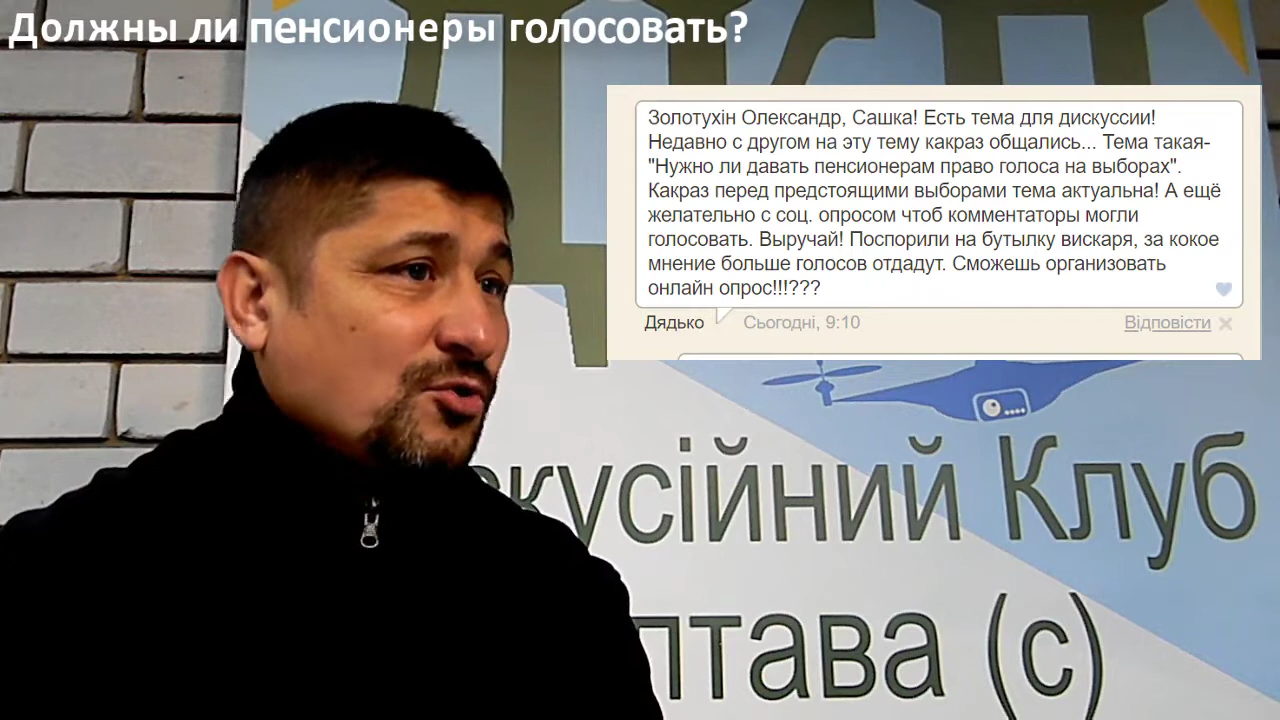 Должны ли пенсионеры голосовать?
Золотухін Олександр, Сашка! Есть тема для дискуссии!
Недавно с другом на эту тему какраз общались... Тема такая-
"Нужно ли давать пенсионерам право голоса на выборах".
Какраз перед предстоящими выборами тема актуальна! А ещё
желательно с соц. опросом чтоб комментаторы могли
голосовать. Выручай! Поспорили на бутылку вискаря, за кокое
мнение больше голосов отдадут. Сможешь организовать
онлайн опрос!!!???
Дядько Сьогодні, 9:10 Відповісти
скусійний Клуб
лтава (с)